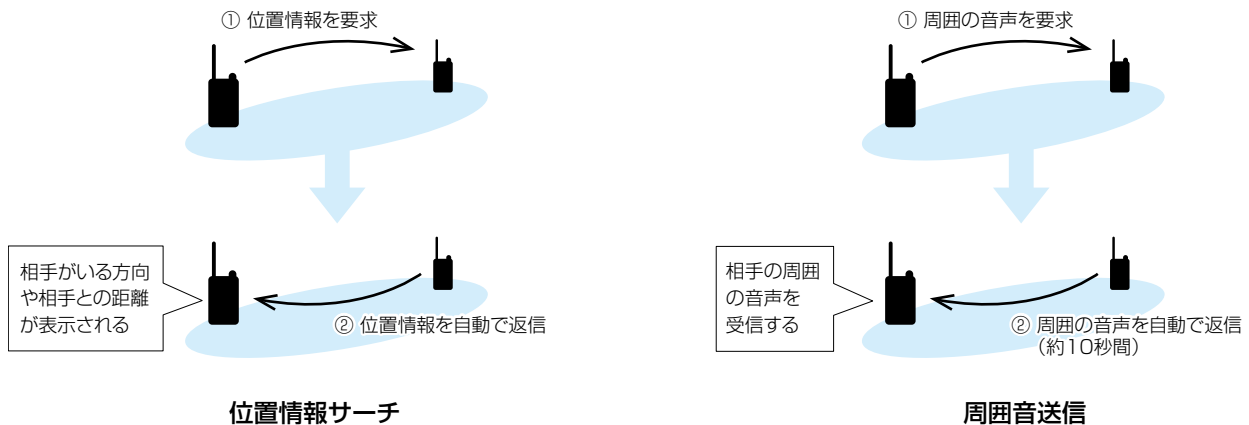 ① 位置情報を要求
相手がいる方向
や相手との距離
が表示される
② 位置情報を自動で返信
位置情報サーチ
① 周囲の音声を要求
相手の周囲
の音声を
受信する
② 周囲の音声を自動で返信
（約10秒間）
周囲音送信